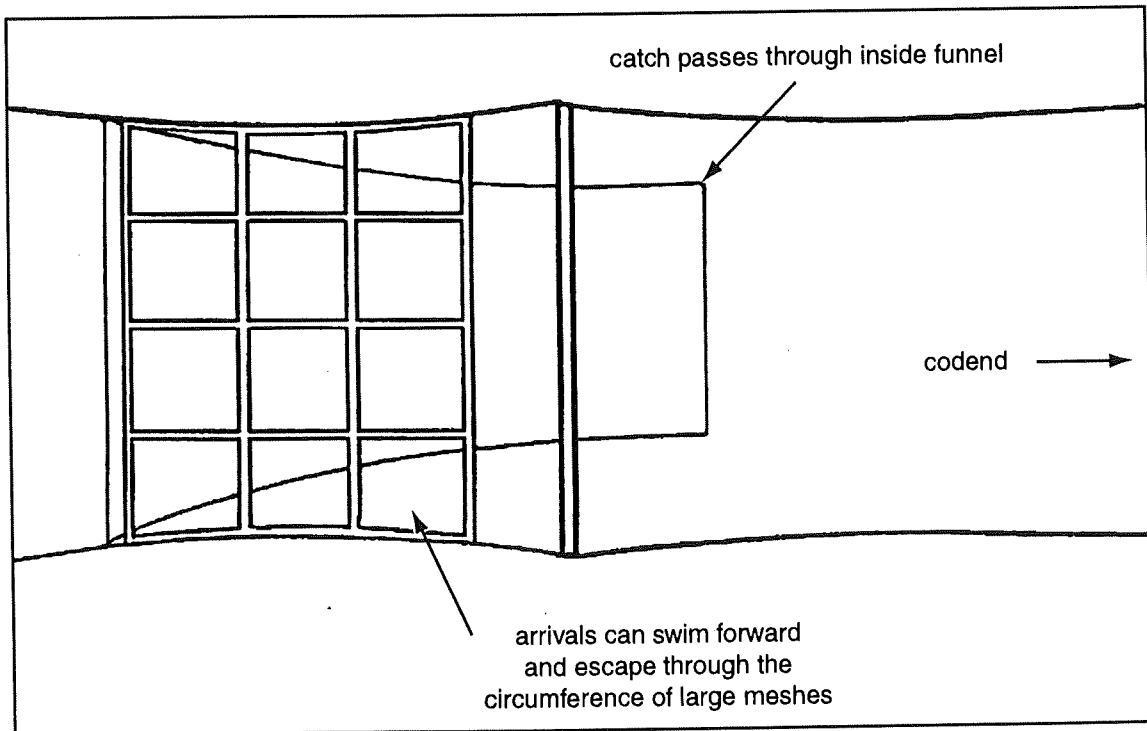 catch passes through inside funnel
codend
arrivals can swim forward
and escape through the
circumference of large meshes